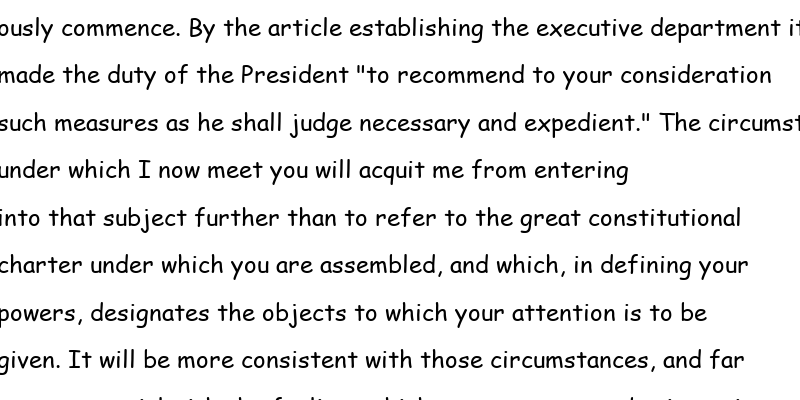 ously commence. By the article establishing the executive department it
made the duty of the President "to recommend to your consideration
such measures as he shall judge necessary and expedient." The circumst
under which I now meet you will acquit me from entering
into that subject further than to refer to the great constitutional
charter under which you are assembled, and which, in defining your
powers, designates the objects to which your attention is to be
given. It will be more consistent with those circumstances, and far